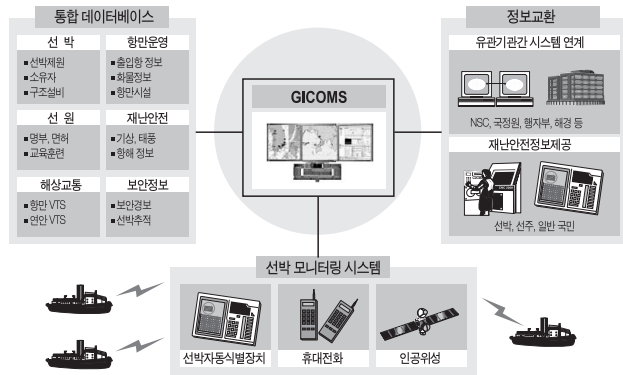 통합 데이터베이스
선 박
■선박제원
■소유자
■구조설비
항만운영
■출입항 정보
■화물정보
■항만시설
선 원
■명부, 면허
■교육훈련
재난안전
■기상, 태풍
■항해 정보
해상교통
■항만 VTS
■연안 VTS
보안정보
■보안경보
■선박추적
GICOMS
정보교환
유관기관간 시스템 연계
NSC, 국정원, 행자부, 해경 등
재난안전정보제공
선박, 선주, 일반 국민
선박 모니터링 시스템
선박자동식별장치
휴대전화
인공위성